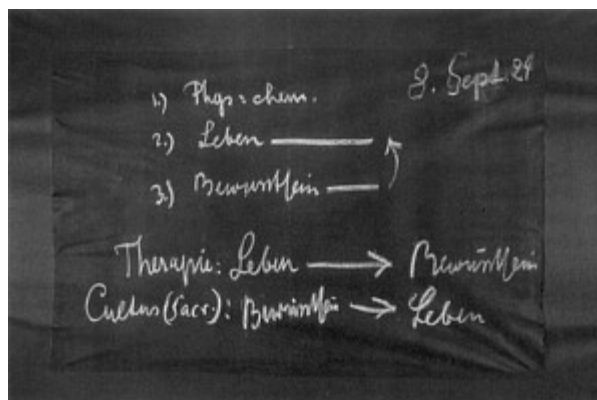 8. Sept. 24
1.) Phys=chem.
2.) Leben
3.) Bewusstsein
Therapie: Leben → Bewusstsein
Cultus (Sacr): Bewusstsein → Leben